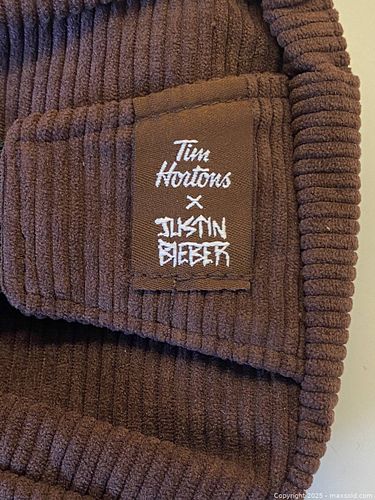 Tim
Hortons
x
JUSTIN
BIEBER
Copyright 2025 - maxsold.com